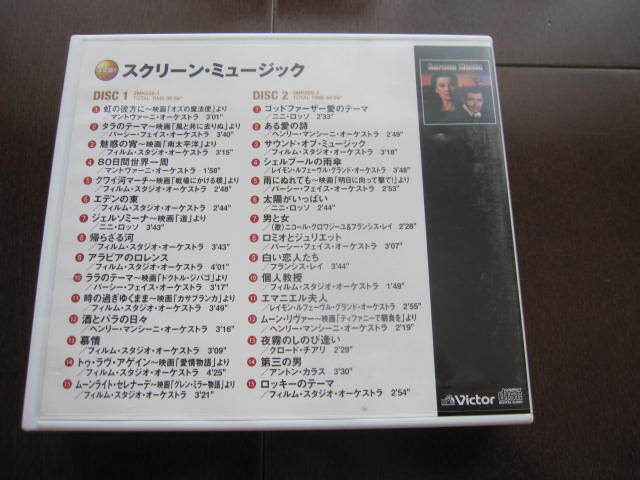 スクリーン・ミュージック
DISC 1
TOTAL TIME
1 虹の彼方に〜映画「オズの魔法使」より
／マントヴァーニ・オーケストラ 3'01"
2 タラのテーマ〜映画「風と共に去りぬ」より
／パーシー・フェイス・オーケストラ 3'40"
3 魅惑の宵〜映画「南太平洋」より
／フィルム・スタジオ・オーケストラ 3'15"
4 80日間世界一周
／マントヴァーニ・オーケストラ 1'58"
5 クワイ河マーチ〜映画「戦場にかける橋」より
／フィルム・スタジオ・オーケストラ 2'48"
6 エデンの東
／フィルム・スタジオ・オーケストラ 2'44"
7 ジェルソミーナ〜映画「道」より
／ニニ・ロッソ 3'43"
8 帰らざる河
／フィルム・スタジオ・オーケストラ 3'43"
9 アラビアのロレンス
／フィルム・スタジオ・オーケストラ 4'01"
10 ララのテーマ〜映画「ドクトル・ジバゴ」より
／パーシー・フェイス・オーケストラ 3'17"
11 時の過ぎゆくまま〜映画「カサブランカ」より
／フィルム・スタジオ・オーケストラ 3'49"
12 酒とバラの日々
／ヘンリー・マンシーニ・オーケストラ 3'16"
13 慕情
／フィルム・スタジオ・オーケストラ 3'09"
14 トゥ・ラヴ・アゲイン〜映画「愛情物語」より
／フィルム・スタジオ・オーケストラ 4'25"
15 ムーンライト・セレナーデ〜映画「グレン・ミラー物語」より
／フィルム・スタジオ・オーケストラ 3'21"
DISC 2
TOTAL TIME
1 ゴッドファーザー愛のテーマ
／ニニ・ロッソ 2'33"
2 ある愛の詩
／ヘンリー・マンシーニ・オーケストラ 2'49"
3 サウンド・オブ・ミュージック
／フィルム・スタジオ・オーケストラ 3'18"
4 シェルブールの雨傘
／レイモン・ルフェーヴル・グランド・オーケストラ 3'48"
5 雨にぬれても〜映画「明日に向って撃て!」より
／パーシー・フェイス・オーケストラ 2'53"
6 太陽がいっぱい
／ニニ・ロッソ 2'44"
7 男と女
／(歌)ニコール・クロワジーユ&フランシス・レイ 2'28"
8 ロミオとジュリエット
／パーシー・フェイス・オーケストラ 3'07"
9 白い恋人たち
／フランシス・レイ 3'44"
10 個人教授
／フィルム・スタジオ・オーケストラ 1'49"
11 エマニエル夫人
／レイモン・ルフェーヴル・グランド・オーケストラ 2'55"
12 ムーン・リヴァー〜映画「ティファニーで朝食を」より
／ヘンリー・マンシーニ・オーケストラ 2'19"
13 夜霧のしのび逢い
／クロード・チアリ 2'29"
14 第三の男
／アントン・カラス 3'30"
15 ロッキーのテーマ
／フィルム・スタジオ・オーケストラ 2'54"
Screen Music
Victor